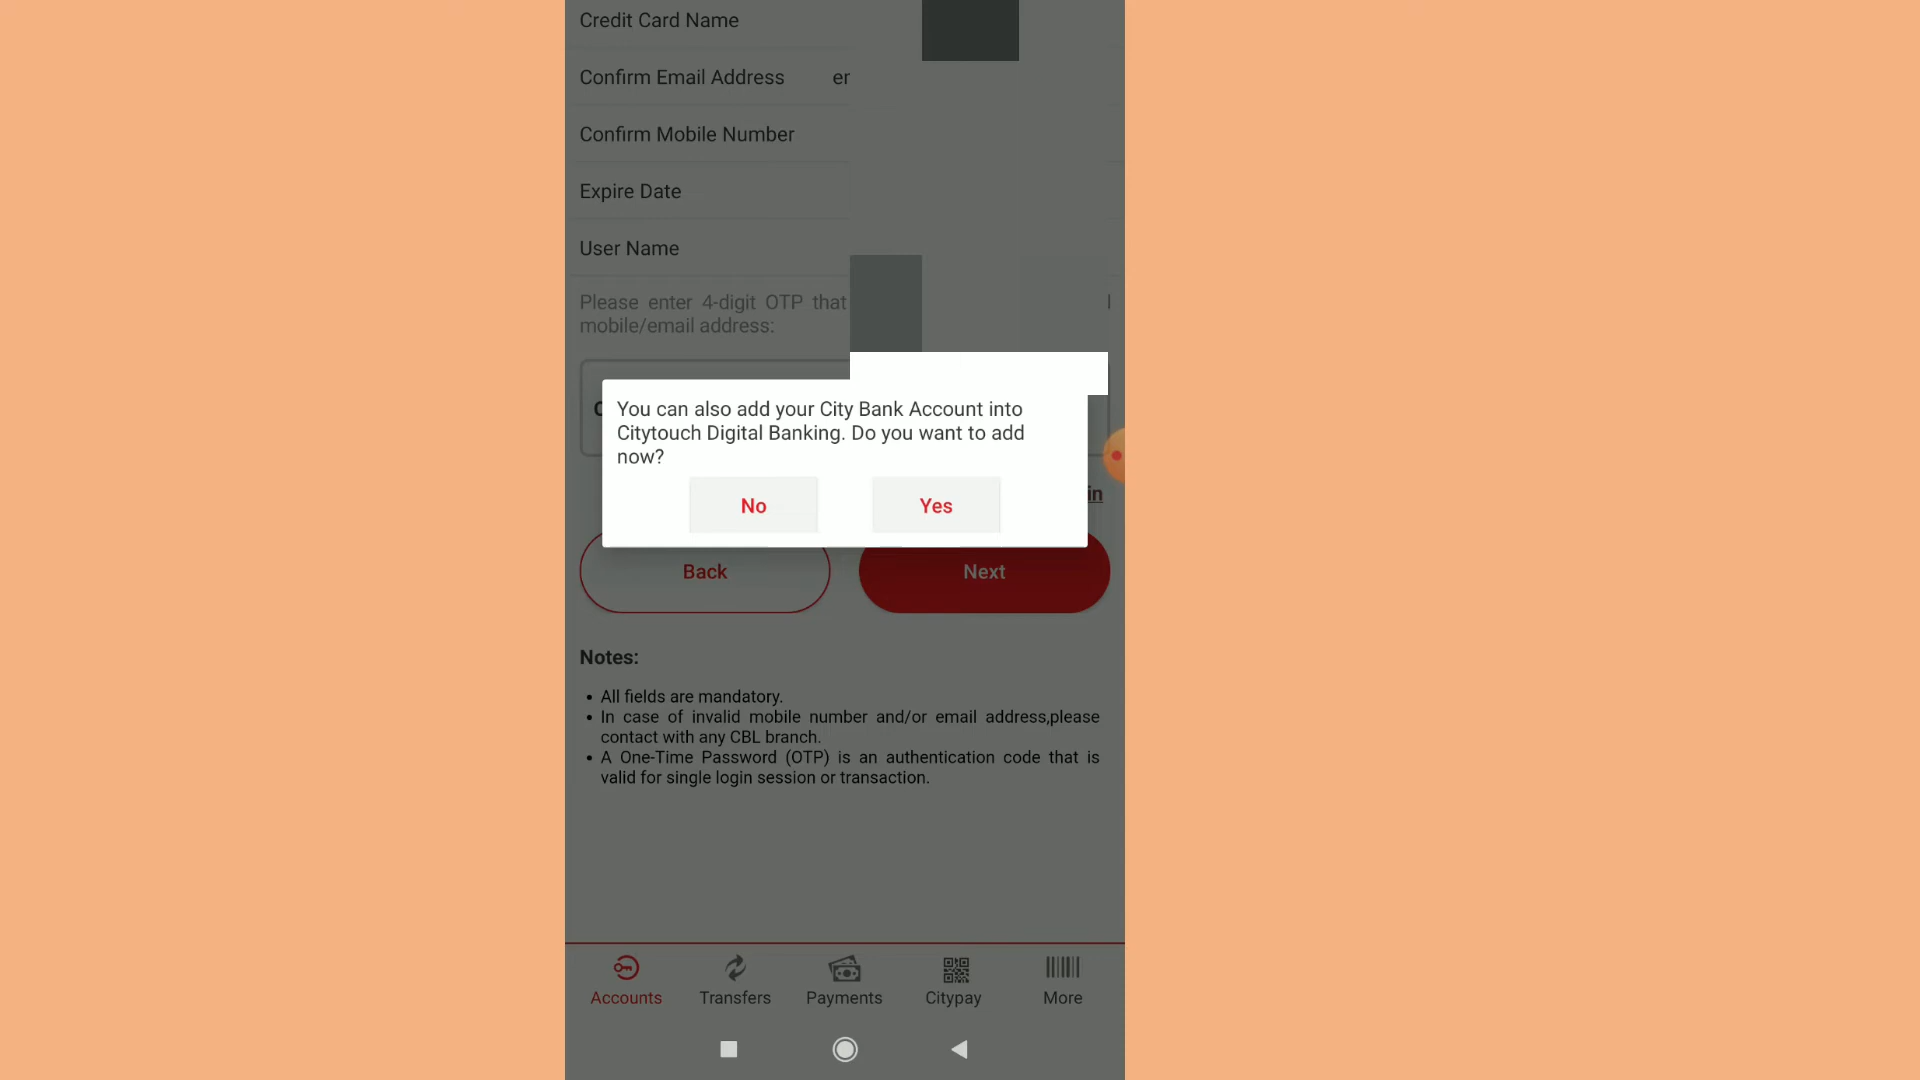 Credit Card Name
Confirm Email Address er
Confirm Mobile Number
Expire Date
User Name
Please enter 4-digit OTP that
mobile/email address:
You can also add your City Bank Account into
Citytouch Digital Banking. Do you want to add
now?
No Yes
in
Back Next
Notes:
• All fields are mandatory.
• In case of invalid mobile number and/or email address,please
contact with any CBL branch.
• A One-Time Password (OTP) is an authentication code that is
valid for single login session or transaction.
Accounts Transfers Payments Citypay More